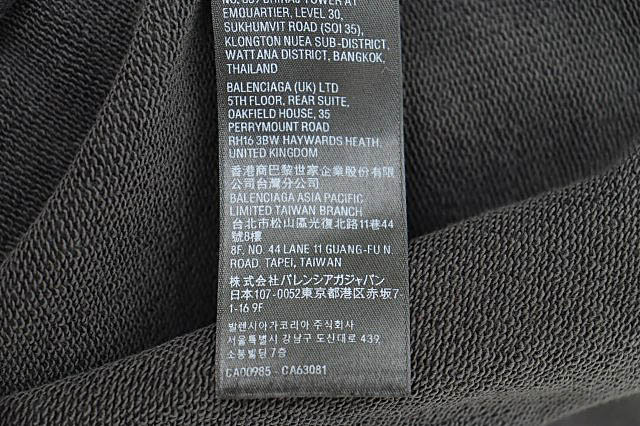 NO. 689 BHIRAJ TOWER AT
EMQUARTIER, LEVEL 30,
SUKHUMVIT ROAD (SOI 35),
KLONGTON NUEA SUB-DISTRICT,
WATTANA DISTRICT, BANGKOK,
THAILAND
BALENCIAGA (UK) LTD
5TH FLOOR, REAR SUITE,
OAKFIELD HOUSE, 35
PERRYMOUNT ROAD
RH16 3BW HAYWARDS HEATH,
UNITED KINGDOM
香港商巴黎世家企業股份有限
公司台灣分公司
BALENCIAGA ASIA PACIFIC
LIMITED TAIWAN BRANCH
台北市松山區光復北路11巷44
號8樓
8F, NO. 44 LANE 11 GUANG-FU N.
ROAD, TAPEI, TAIWAN
株式会社バレンシアガジャパン
日本107-0052東京都港区赤坂7-
1-16 9F
발렌시아가코리아 주식회사
서울특별시 강남구 도산대로 439,
소봉빌딩 7층
CA00985 - CA63081